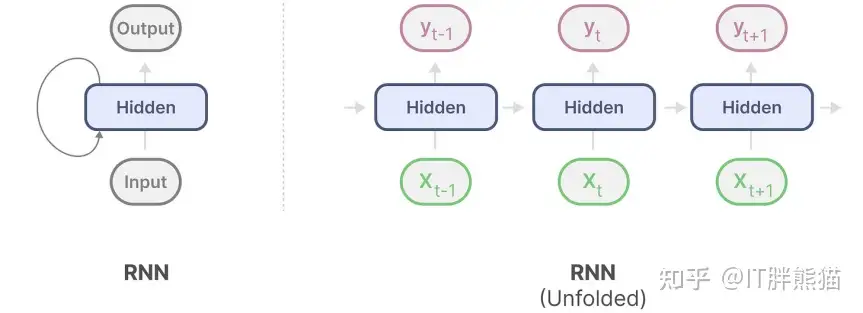 Output
Hidden
Input
RNN
y_{t-1} y_t y_{t+1}
Hidden Hidden Hidden
X_{t-1} X_t X_{t+1}
RNN
(Unfolded)
知乎 @IT胖熊猫